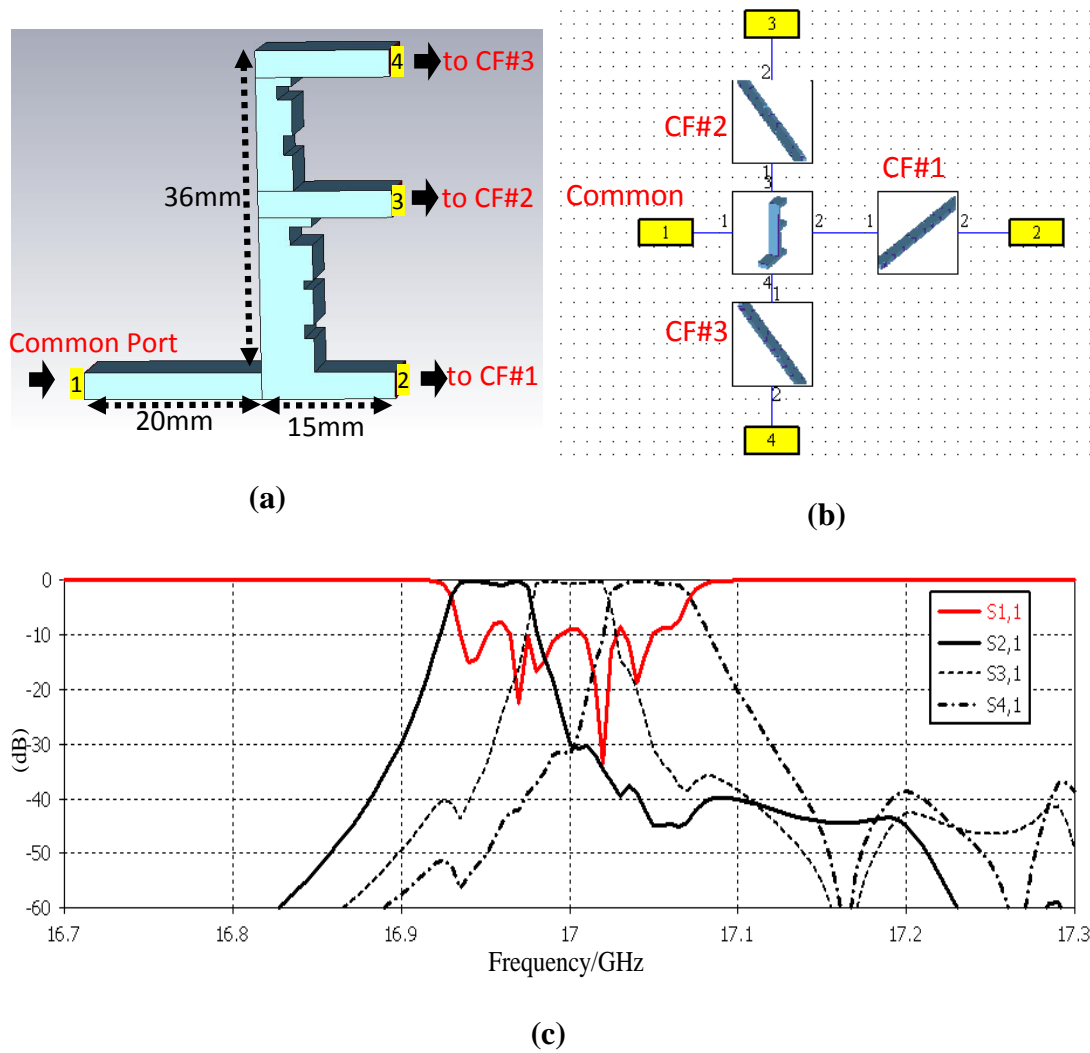 4 to CF#3
36mm
3 to CF#2
Common Port
1 2 to CF#1
20mm 15mm
(a)
3
2
CF#2
1
CF#1
Common
3
1 1 2 1 2 2
4
1
CF#3
2
4
(b)
0
-10
-20
-30
-40
-50
-60
(dB)
S1,1
S2,1
S3,1
S4,1
16.7 16.8 16.9 17 17.1 17.2 17.3
Frequency/GHz
(c)